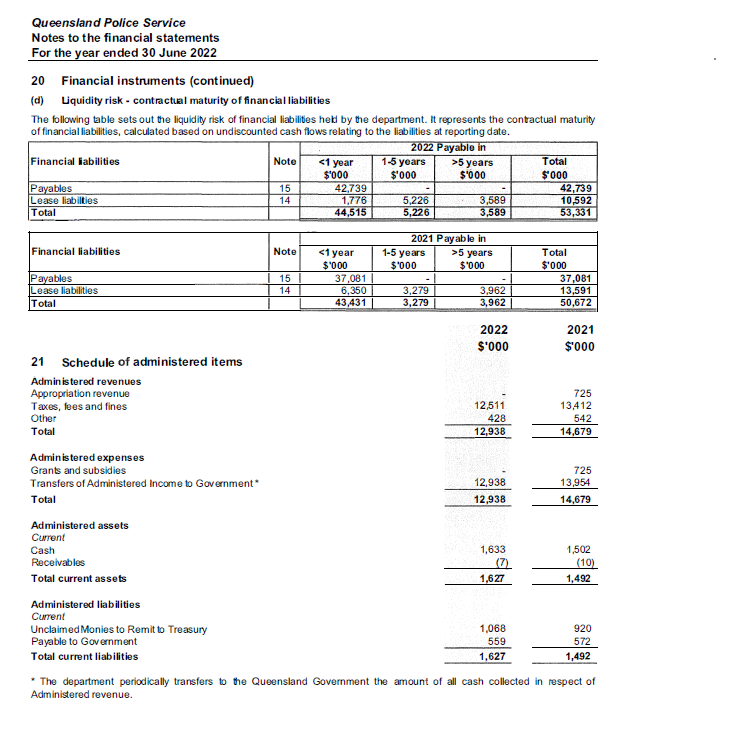 Queensland Police Service
Notes to the financial statements
For the year ended 30 June 2022
20 Financial instruments (continued)
(d) Liquidity risk - contractual maturity of financial liabilities
The following table sets out the liquidity risk of financial liabilities held by the department. It represents the contractual maturity
of financial liabilities, calculated based on undiscounted cash flows relating to the liabilities at reporting date.
2022 Payable in
Financial liabilities Note <1 year 1-5 years >5 years Total
$'000 $'000 $'000 $'000
Payables 15 42,739 - - 42,739
Lease liabilities 14 1,776 5,226 3,589 10,592
Total 44,515 5,226 3,589 53,331
2021 Payable in
Financial liabilities Note <1 year 1-5 years >5 years Total
$'000 $'000 $'000 $'000
Payables 15 37,081 - - 37,081
Lease liabilities 14 6,350 3,279 3,962 13,591
Total 43,431 3,279 3,962 50,672
2022 2021
$'000 $'000
21 Schedule of administered items
Administered revenues
Appropriation revenue - 725
Taxes, fees and fines 12,511 13,412
Other 428 542
Total 12,938 14,679
Administered expenses
Grants and subsidies - 725
Transfers of Administered Income to Government * 12,938 13,954
Total 12,938 14,679
Administered assets
Current
Cash 1,633 1,502
Receivables (7) (10)
Total current assets 1,627 1,492
Administered liabilities
Current
Unclaimed Monies to Remit to Treasury 1,068 920
Payable to Government 559 572
Total current liabilities 1,627 1,492
* The department periodically transfers to the Queensland Government the amount of all cash collected in respect of
Administered revenue.